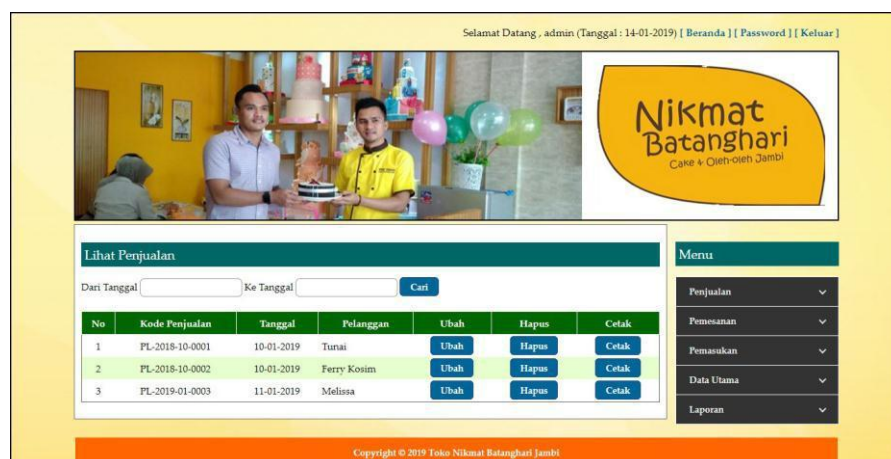 Selamat Datang , admin (Tanggal : 14-01-2019) [ Beranda ] [ Password ] [ Keluar ]
Nikmat
Batanghari
Cake & Oleh-oleh Jambi
Lihat Penjualan
Dari Tanggal Ke Tanggal Cari
No Kode Penjualan Tanggal Pelanggan Ubah Hapus Cetak
1 PL-2018-10-0001 10-01-2019 Tunai Ubah Hapus Cetak
2 PL-2018-10-0002 10-01-2019 Ferry Kosim Ubah Hapus Cetak
3 PL-2019-01-0003 11-01-2019 Melissa Ubah Hapus Cetak
Menu
Penjualan
Pemesanan
Pemasukan
Data Utama
Laporan
Copyright © 2019 Toko Nikmat Batanghari Jambi